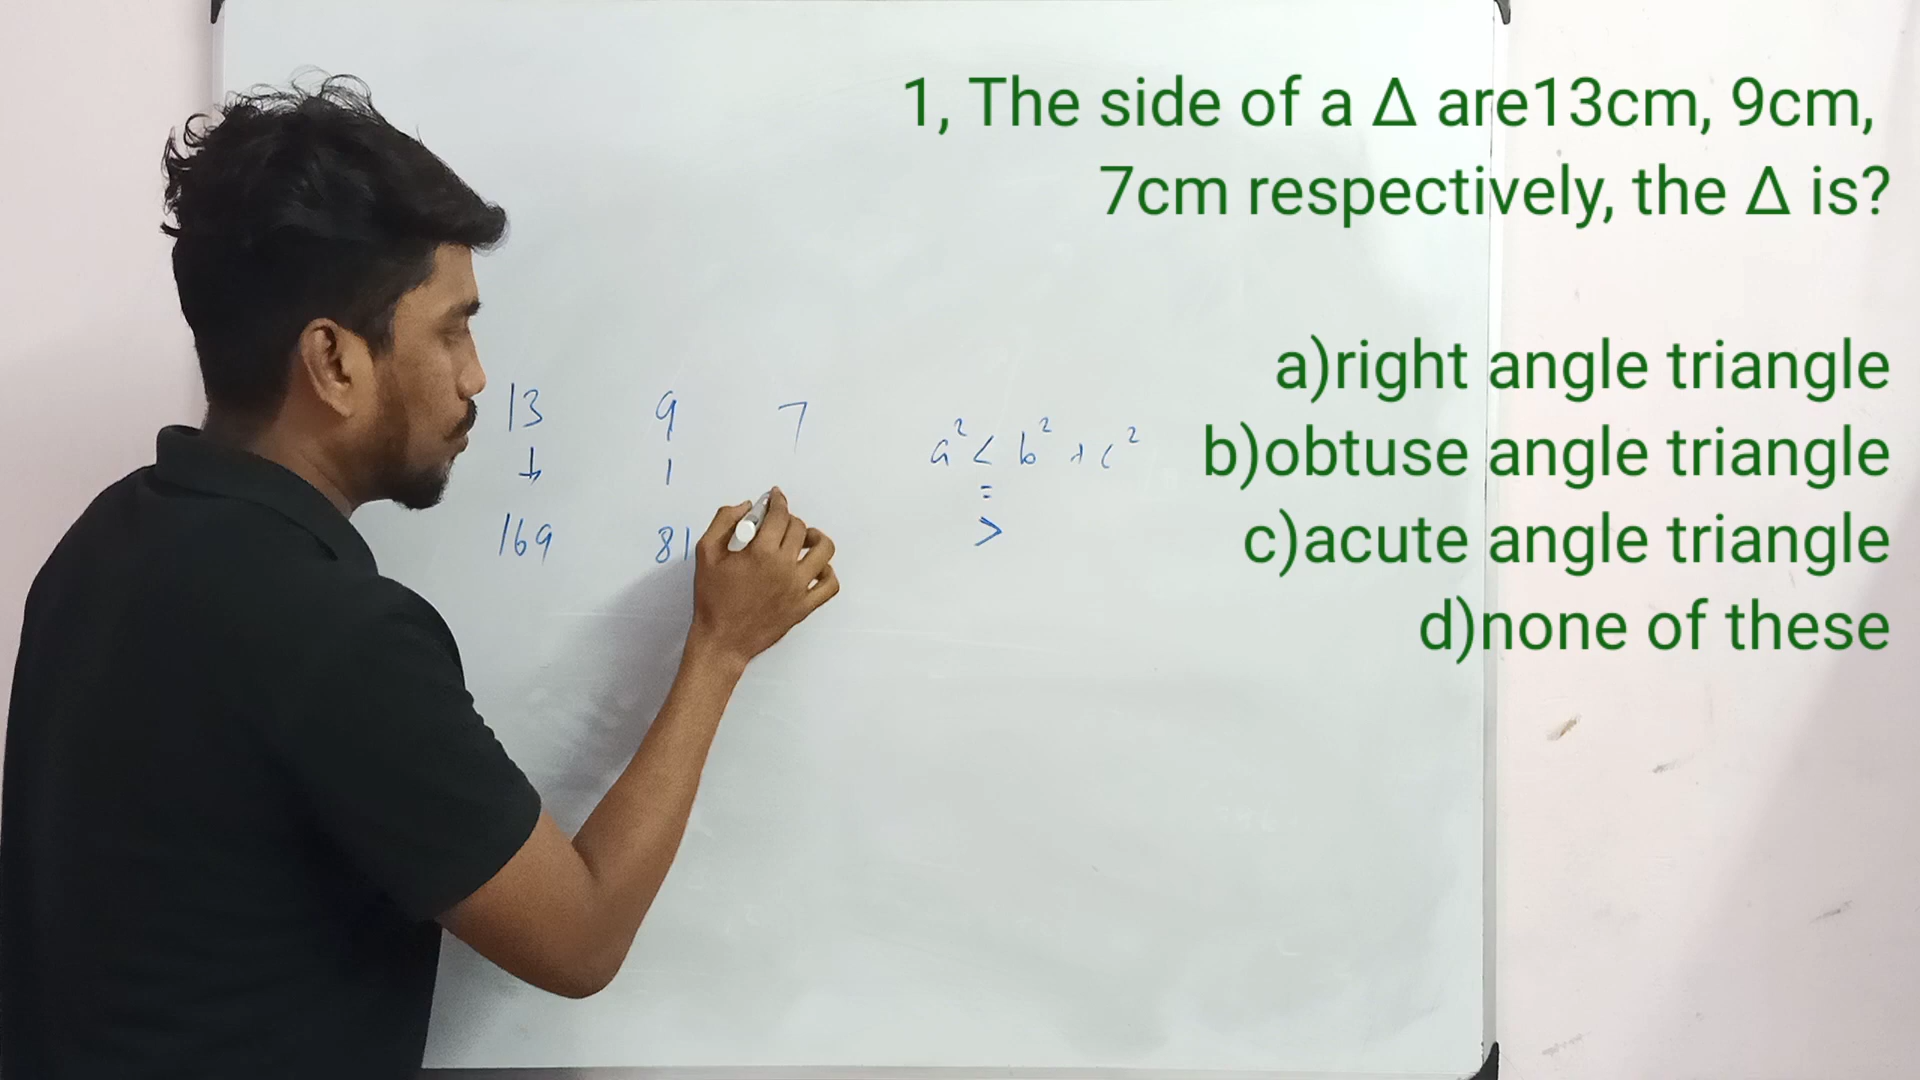 1, The side of a Δ are13cm, 9cm,
7cm respectively, the Δ is?
a)right angle triangle
b)obtuse angle triangle
c)acute angle triangle
d)none of these
13 9 7
169 81
a² < b² + c²
=
>